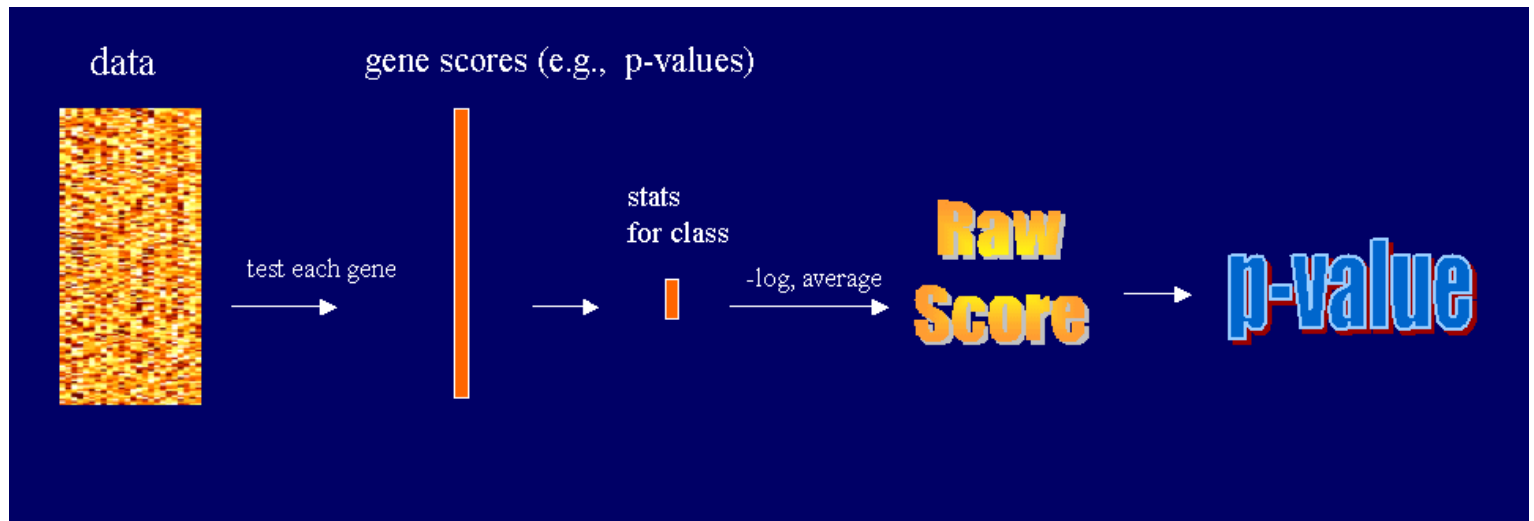 data
gene scores (e.g., p-values)
test each gene
stats
for class
-log, average
Raw
Score
p-value